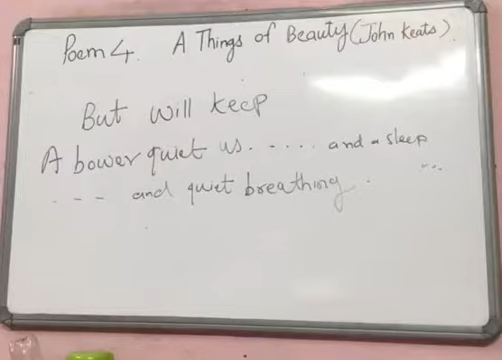 Poem 4. A Things of Beauty (John Keats).
But will keep
A bower quiet us. .... and a sleep ...
--- and quiet breathing.